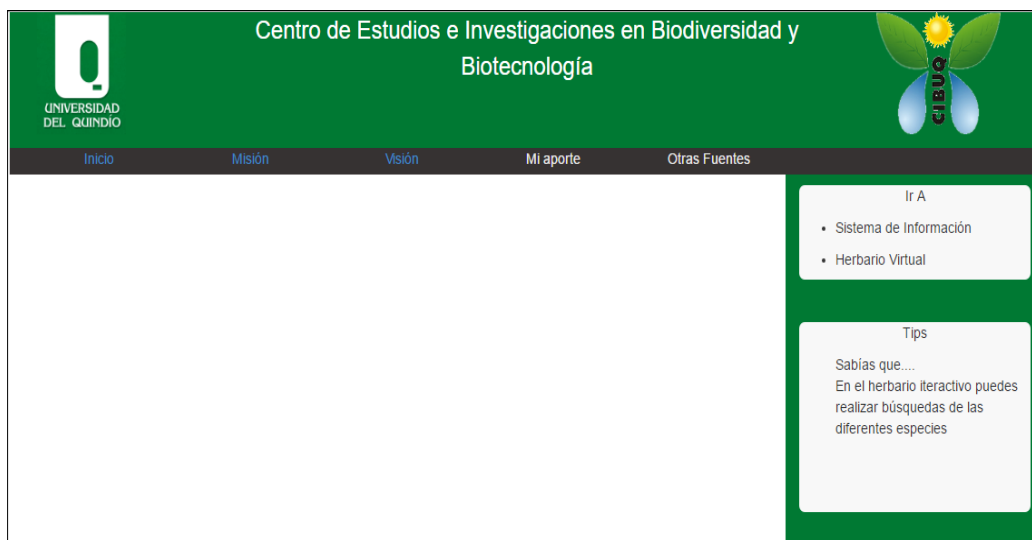 Centro de Estudios e Investigaciones en Biodiversidad y
Biotecnología
UNIVERSIDAD
DEL QUINDÍO
CIBUQ
Inicio Misión Visión Mi aporte Otras Fuentes
Ir A
• Sistema de Información
• Herbario Virtual
Tips
Sabías que....
En el herbario iteractivo puedes
realizar búsquedas de las
diferentes especies